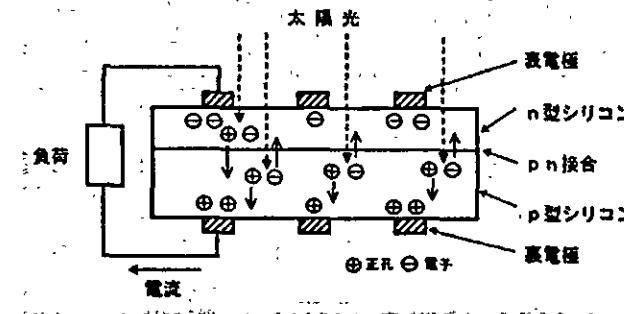 太陽光
表電極
n型シリコン
負荷
pn接合
p型シリコン
裏電極
⊕正孔 ⊖電子
電流